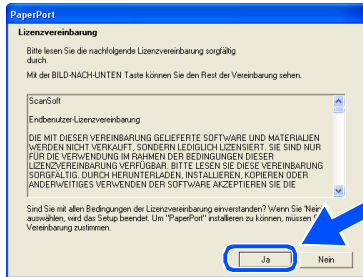 PaperPort
Lizenzvereinbarung
Bitte lesen Sie die nachfolgende Lizenzvereinbarung sorgfältig
durch.
Mit der BILD-NACH-UNTEN Taste können Sie den Rest der Vereinbarung sehen.
ScanSoft
Endbenutzer-Lizenzvereinbarung
DIE MIT DIESER VEREINBARUNG GELIEFERTE SOFTWARE UND MATERIALIEN
WERDEN NICHT VERKAUFT, SONDERN LEDIGLICH LIZENSIERT. SIE SIND NUR
FÜR DIE VERWENDUNG IM RAHMEN DER BEDINGUNGEN DIESER
LIZENZVEREINBARUNG VERFÜGBAR. BITTE LESEN SIE DIESE VEREINBARUNG
SORGFÄLTIG. DURCH HERUNTERLADEN, INSTALLIEREN, KOPIEREN ODER
ANDERWEITIGES VERWENDEN DER SOFTWARE AKZEPTIEREN SIE DIE
Sind Sie mit allen Bedingungen der Lizenzvereinbarung einverstanden? Wenn Sie 'Nein'
auswählen, wird das Setup beendet. Um "PaperPort" installieren zu können, müssen
Vereinbarung zustimmen.
Ja
Nein